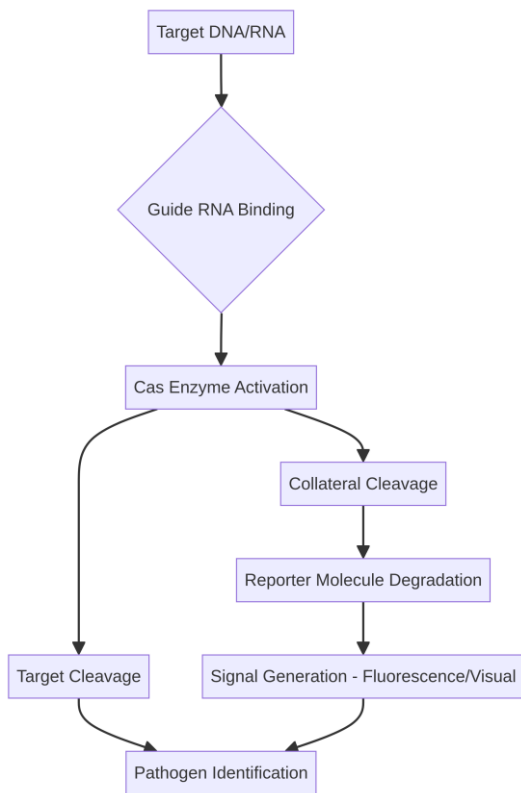 Target DNA/RNA
Guide RNA Binding
Cas Enzyme Activation
Collateral Cleavage
Reporter Molecule Degradation
Target Cleavage
Signal Generation - Fluorescence/Visual
Pathogen Identification